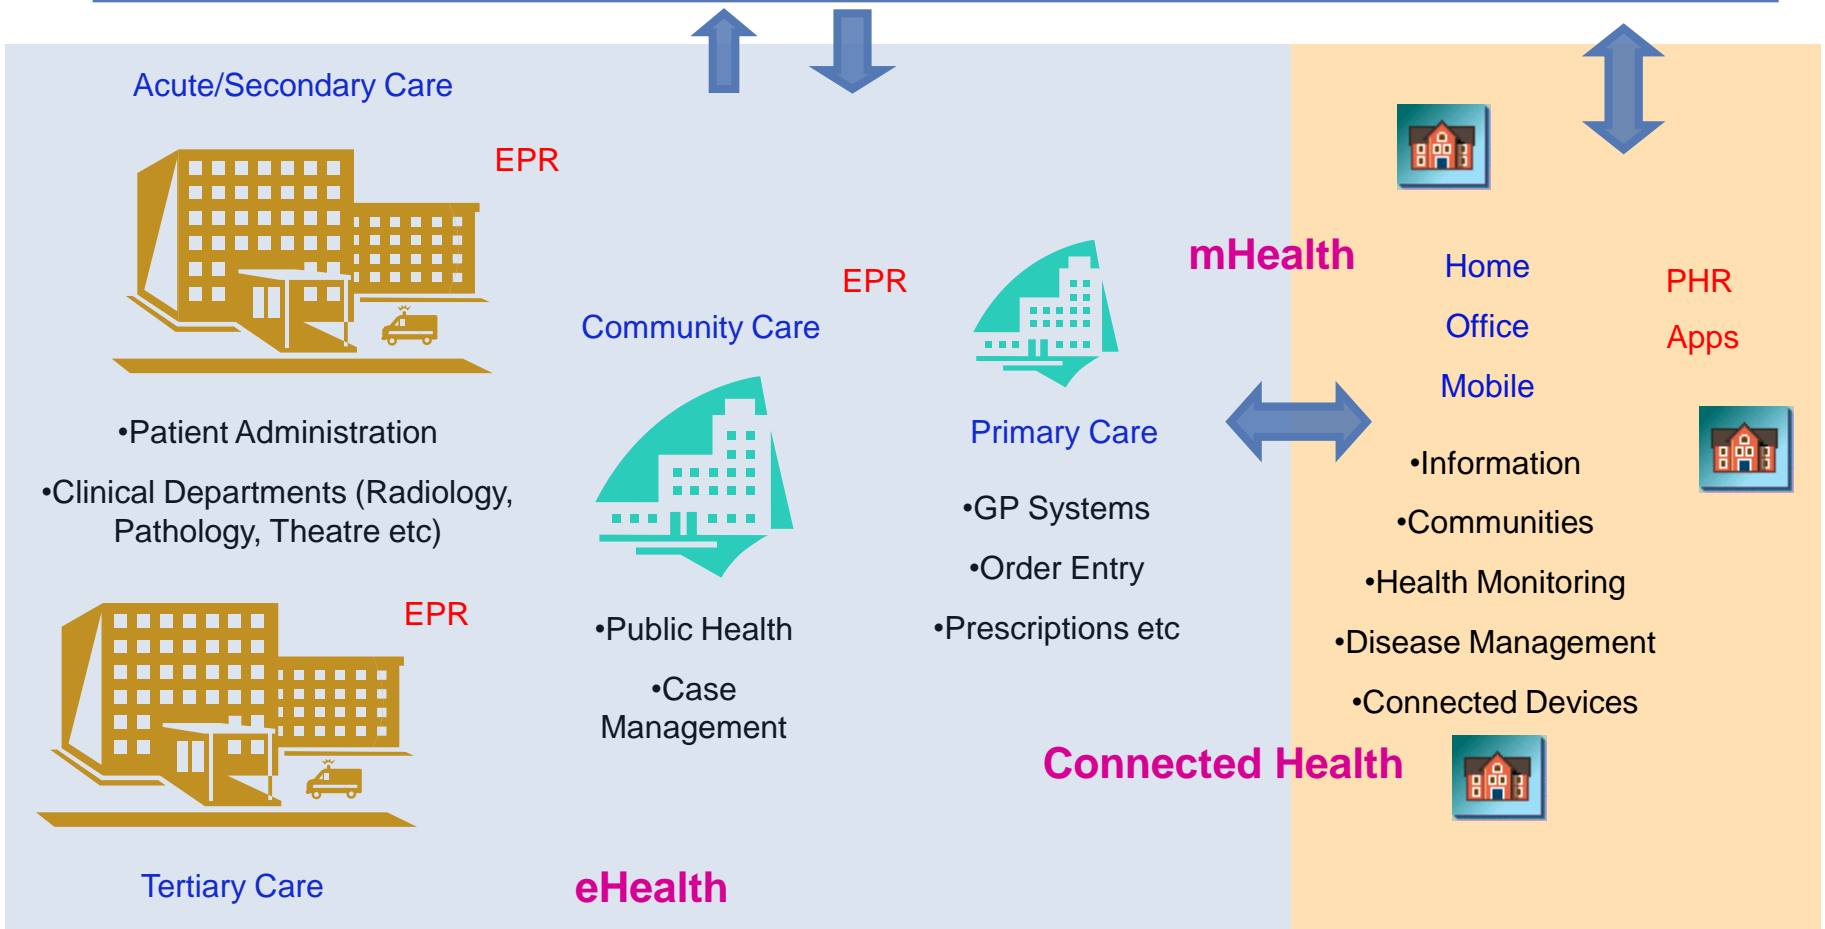 Acute/Secondary Care
EPR
•Patient Administration
•Clinical Departments (Radiology,
Pathology, Theatre etc)
EPR
Tertiary Care
Community Care
EPR
•Public Health
•Case
Management
eHealth
mHealth
Primary Care
•GP Systems
•Order Entry
•Prescriptions etc
Connected Health
Home
Office
Mobile
PHR
Apps
•Information
•Communities
•Health Monitoring
•Disease Management
•Connected Devices